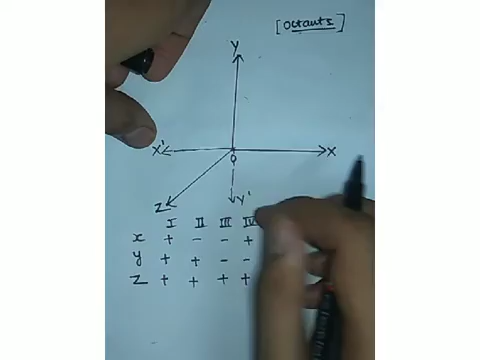 [Octants]
Y
X' X
O
Z Y'
I II III IV
x + - - +
y + + - -
z + + + +